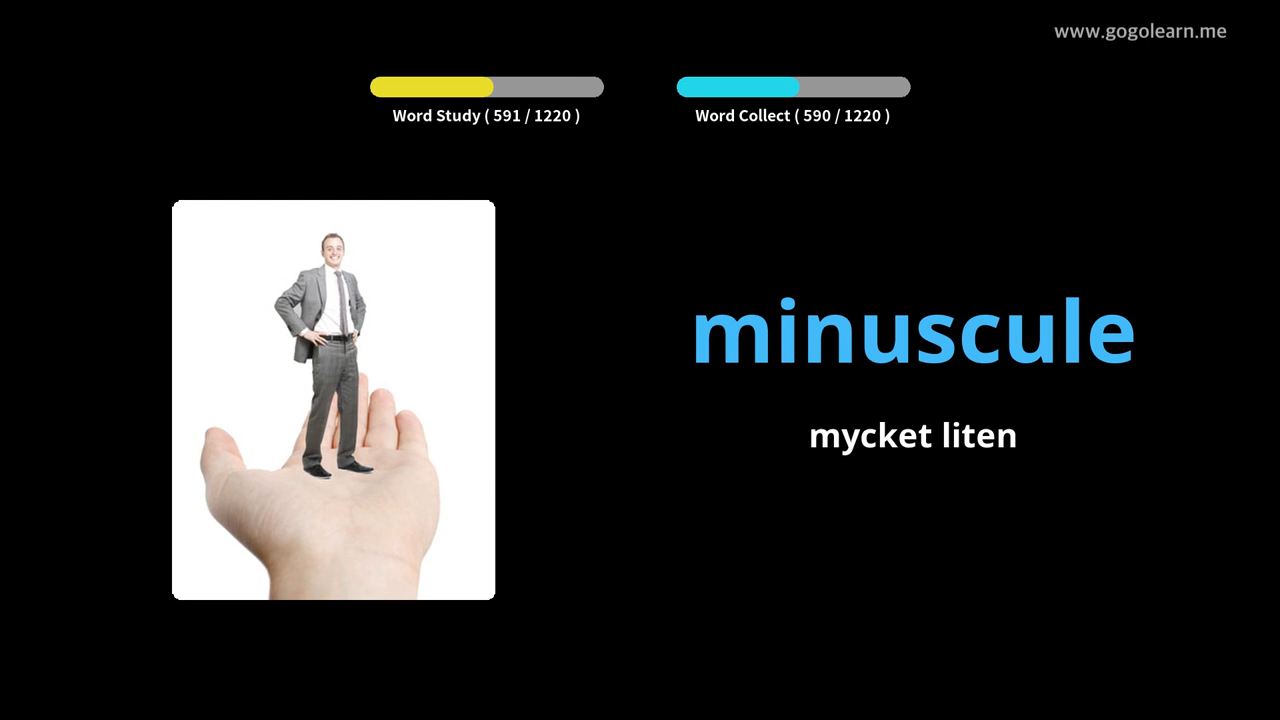 www.gogolearn.me
Word Study ( 591 / 1220 )
Word Collect ( 590 / 1220 )
minuscule
mycket liten